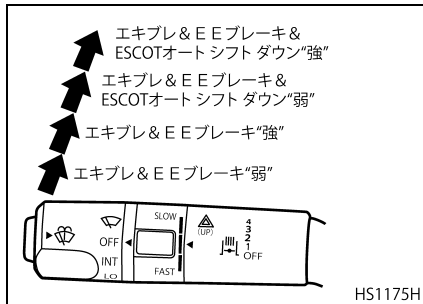 エキブレ＆ＥＥブレーキ＆
ESCOTオート シフト ダウン“強”
エキブレ＆ＥＥブレーキ＆
ESCOTオート シフト ダウン“弱”
エキブレ＆ＥＥブレーキ“強”
エキブレ＆ＥＥブレーキ“弱”
OFF
INT
LO
SLOW
FAST
(UP)
4
3
2
1
OFF
HS1175H